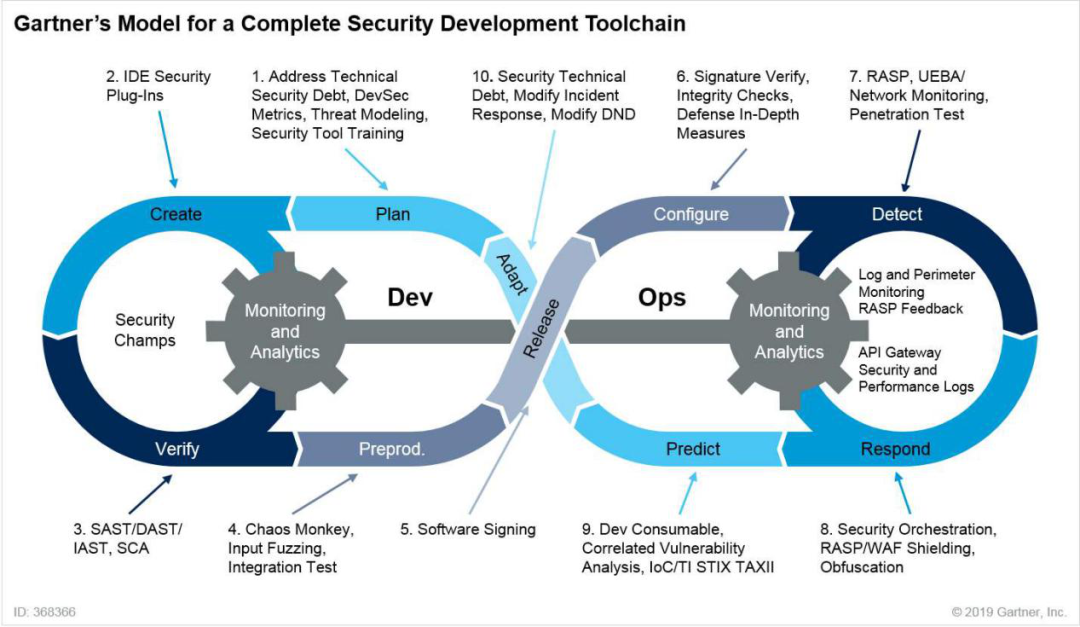 Gartner's Model for a Complete Security Development Toolchain
2. IDE Security
Plug-Ins
1. Address Technical
Security Debt, DevSec
Metrics, Threat Modeling,
Security Tool Training
10. Security Technical
Debt, Modify Incident
Response, Modify DND
6. Signature Verify,
Integrity Checks,
Defense In-Depth
Measures
7. RASP, UEBA/
Network Monitoring,
Penetration Test
Create
Plan
Adapt
Release
Configure
Detect
Security
Champs
Monitoring
and
Analytics
Dev
Ops
Monitoring
and
Analytics
Log and Perimeter
Monitoring
RASP Feedback
API Gateway
Security and
Performance Logs
Verify
Preprod.
Predict
Respond
3. SAST/DAST/
IAST, SCA
4. Chaos Monkey,
Input Fuzzing,
Integration Test
5. Software Signing
9. Dev Consumable,
Correlated Vulnerability
Analysis, IoC/TI STIX TAXII
8. Security Orchestration,
RASP/WAF Shielding,
Obfuscation
ID: 368366
© 2019 Gartner, Inc.